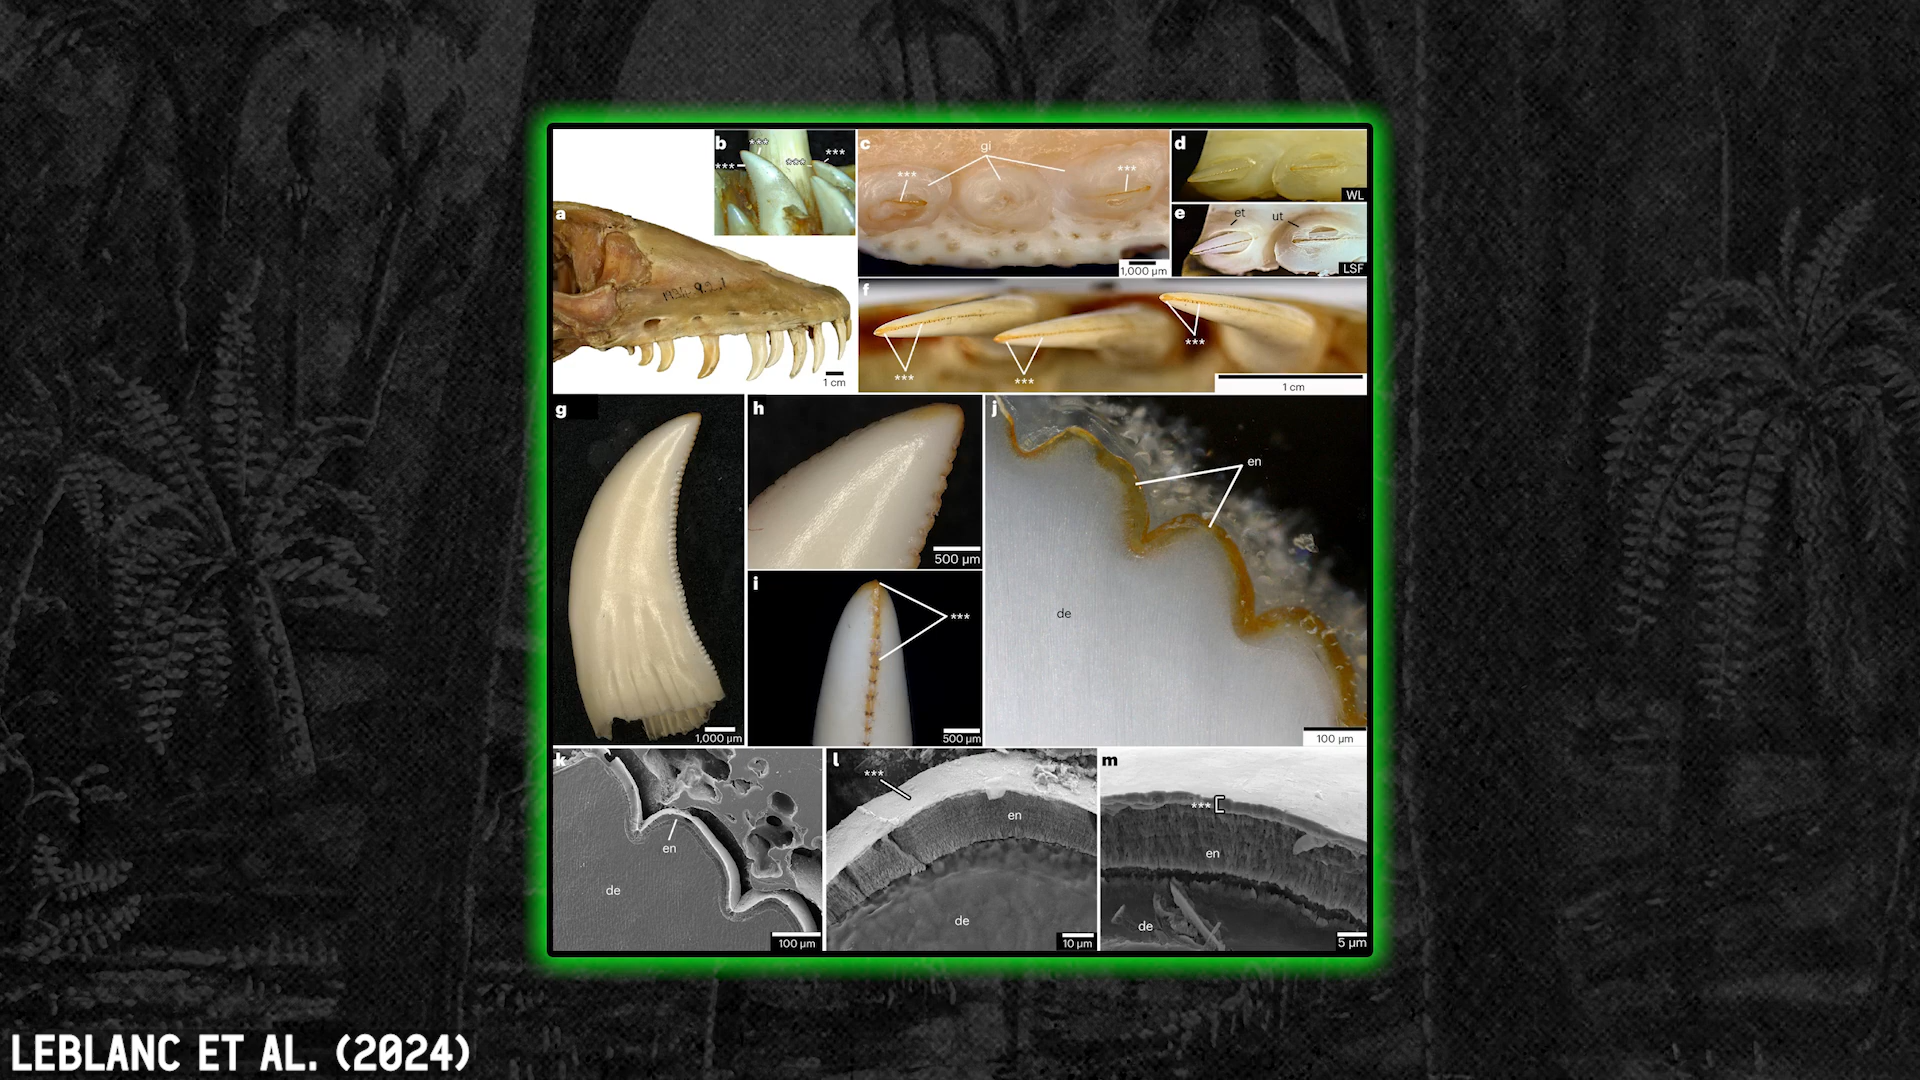 b
***
***
***
***
c
gi
***
***
1,000 µm
d
WL
a
e
et
ut
LSF
1 cm
f
***
***
***
1 cm
g
1,000 µm
h
500 µm
i
***
500 µm
j
en
de
100 µm
k
en
de
100 µm
l
***
en
de
10 µm
m
***
en
de
5 µm
LEBLANC ET AL. (2024)